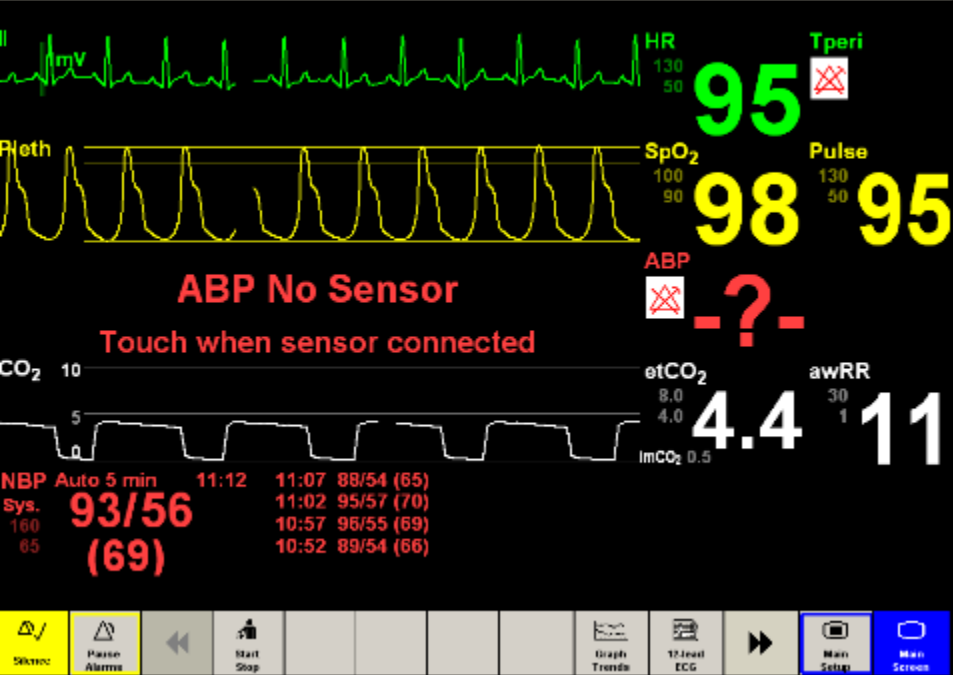 II
mV
HR
130
50
95
Tperi
Pleth
SpO₂
100
90
98
Pulse
130
50
95
ABP No Sensor
Touch when sensor connected
ABP
-?-
CO₂ 10
5
0
etCO₂
8.0
4.0
4.4
imCO₂ 0.5
awRR
30
1
11
NBP Auto 5 min 11:12
Sys.
160
65
93/56
(69)
11:07 88/54 (65)
11:02 95/57 (70)
10:57 96/55 (69)
10:52 89/54 (66)
Silence
Pause
Alarms
Start
Stop
Graph
Trends
12-lead
ECG
Main
Setup
Main
Screen